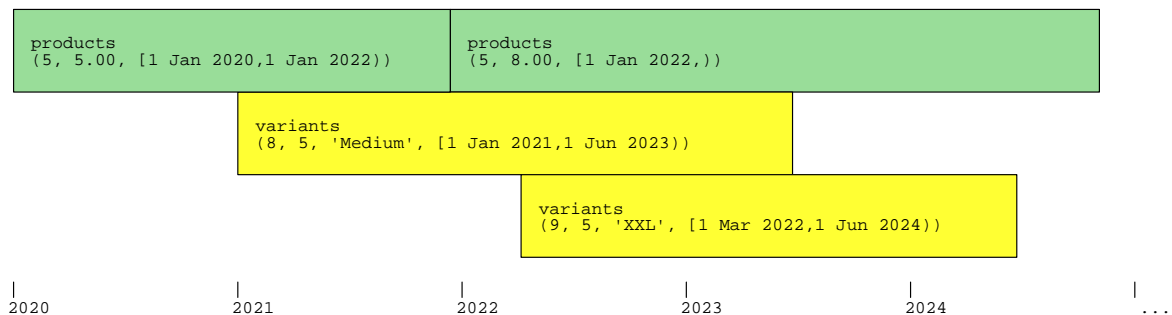 products
(5, 5.00, [1 Jan 2020,1 Jan 2022))
products
(5, 8.00, [1 Jan 2022,))
variants
(8, 5, 'Medium', [1 Jan 2021,1 Jun 2023))
variants
(9, 5, 'XXL', [1 Mar 2022,1 Jun 2024))
2020 2021 2022 2023 2024 ...